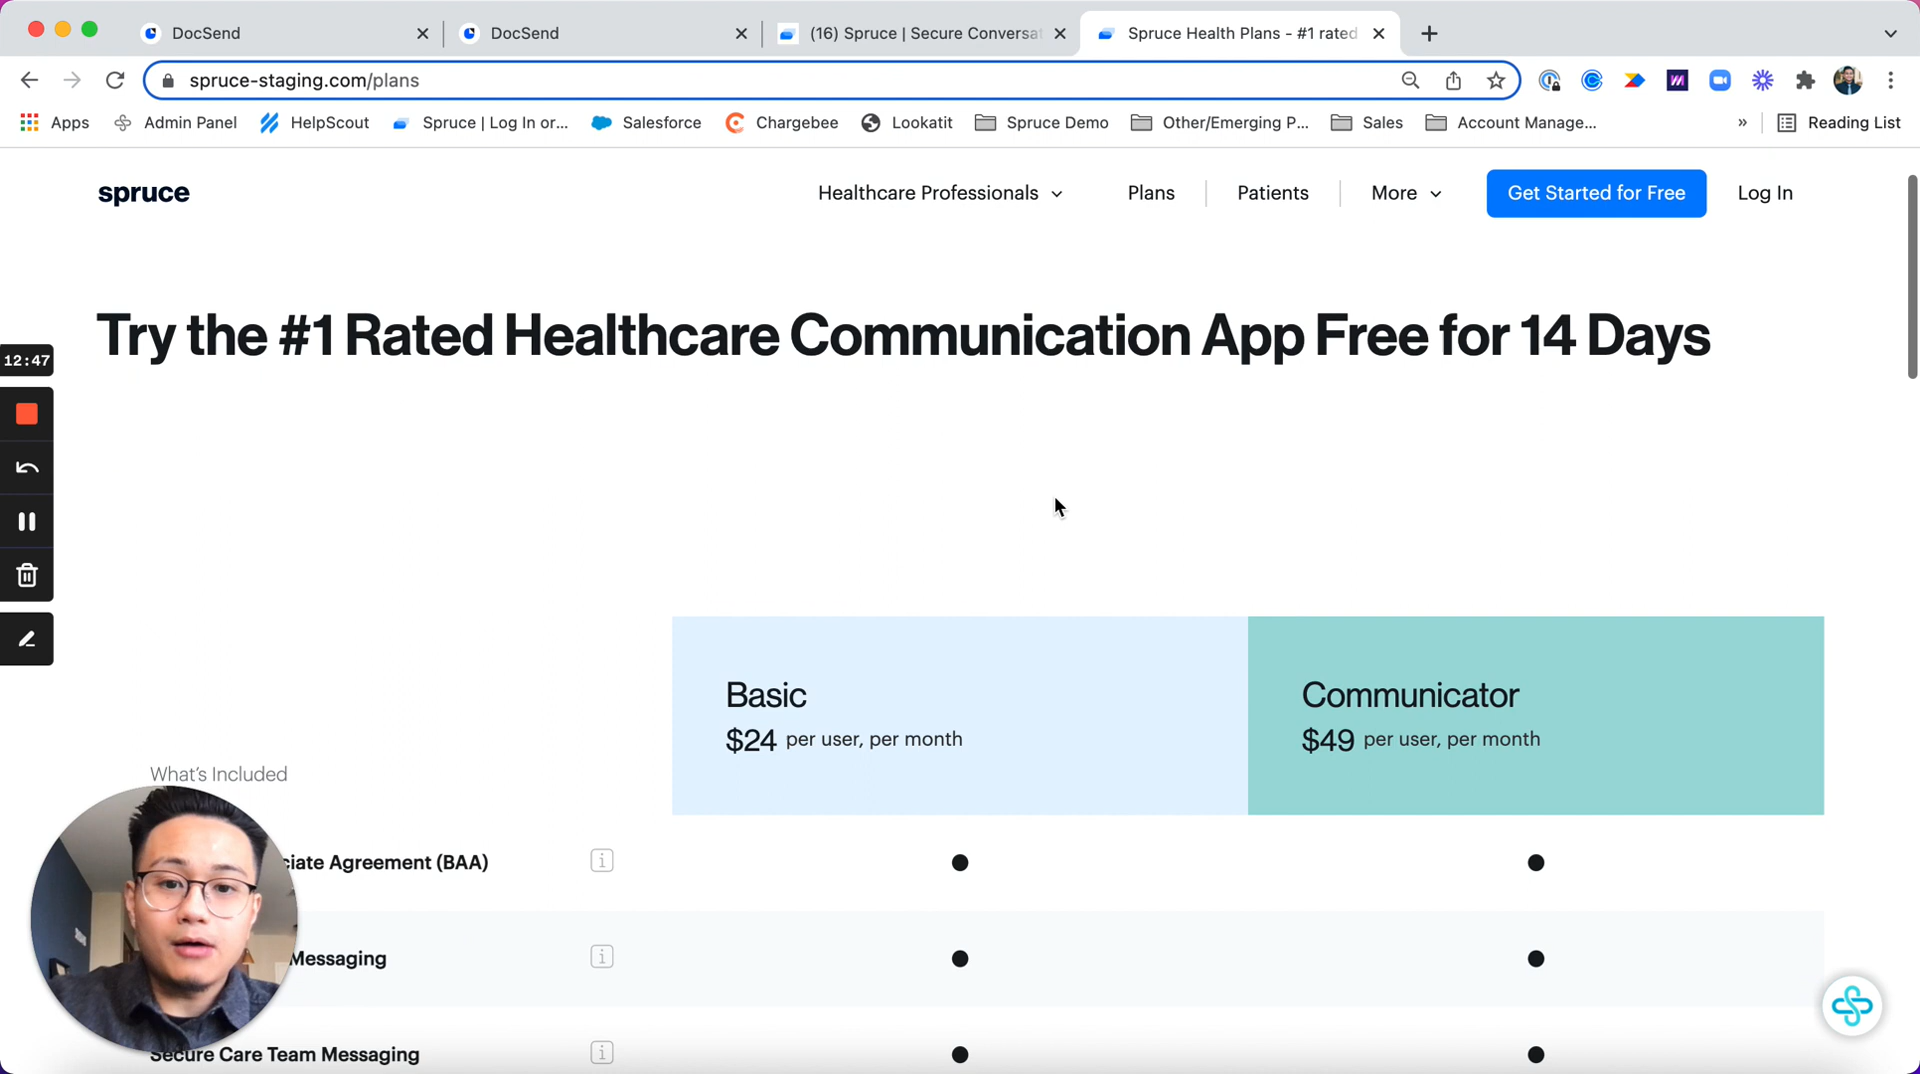 DocSend
DocSend
(16) Spruce | Secure Conversat
Spruce Health Plans - #1 rated
spruce-staging.com/plans
Apps
Admin Panel
HelpScout
Spruce | Log In or...
Salesforce
Chargebee
Lookatit
Spruce Demo
Other/Emerging P...
Sales
Account Manage...
»
Reading List
spruce
Healthcare Professionals
Plans
Patients
More
Get Started for Free
Log In
Try the #1 Rated Healthcare Communication App Free for 14 Days
12:47
Basic
$24 per user, per month
Communicator
$49 per user, per month
What's Included
ciate Agreement (BAA)
Messaging
Secure Care Team Messaging